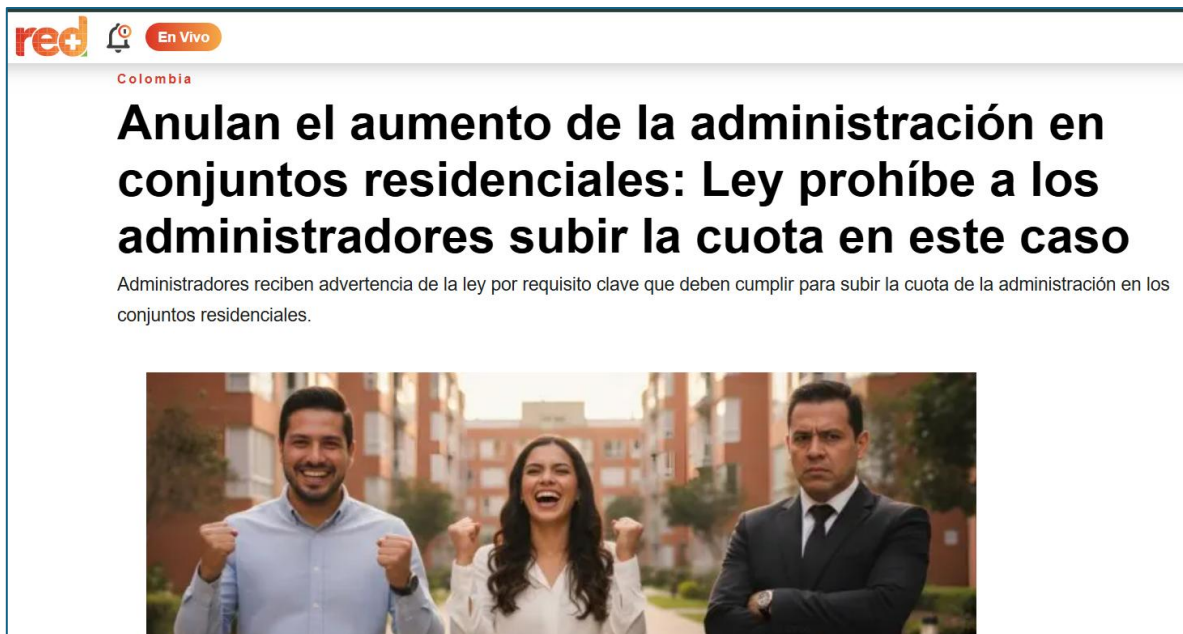 red+
En Vivo
Colombia
Anulan el aumento de la administración en
conjuntos residenciales: Ley prohíbe a los
administradores subir la cuota en este caso
Administradores reciben advertencia de la ley por requisito clave que deben cumplir para subir la cuota de la administración en los
conjuntos residenciales.